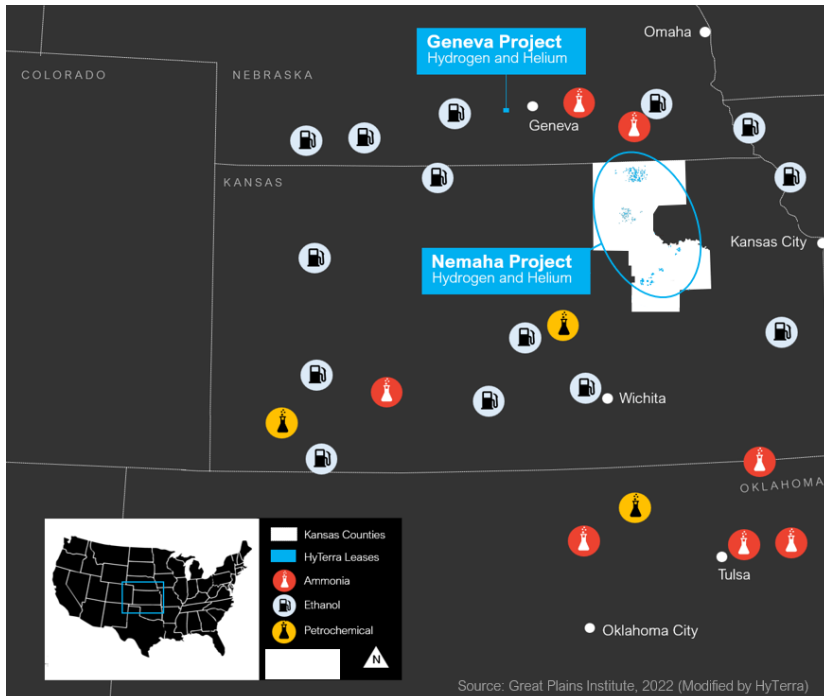 Geneva Project
Hydrogen and Helium
Omaha
COLORADO
NEBRASKA
Geneva
KANSAS
Kansas City
Nemaha Project
Hydrogen and Helium
Wichita
OKLAHOMA
Tulsa
Oklahoma City
Kansas Counties
HyTerra Leases
Ammonia
Ethanol
Petrochemical
N
Source: Great Plains Institute, 2022 (Modified by HyTerra)